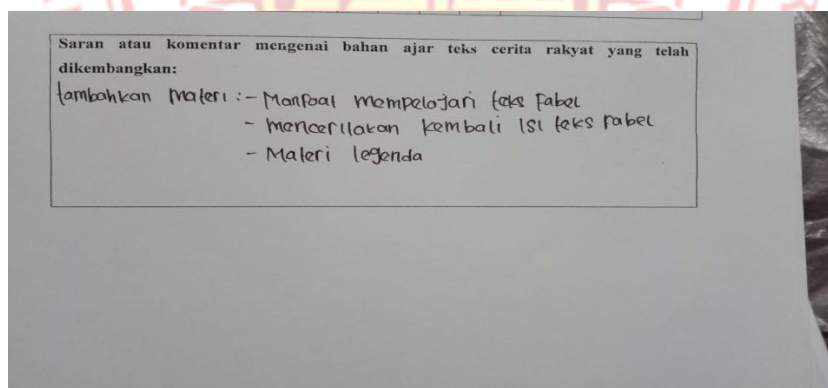 Saran atau komentar mengenai bahan ajar teks cerita rakyat yang telah
dikembangkan:
tambahkan Materi : - Manfaat mempelajari teks Fabel
- menceritakan kembali isi teks Fabel
- Materi legenda